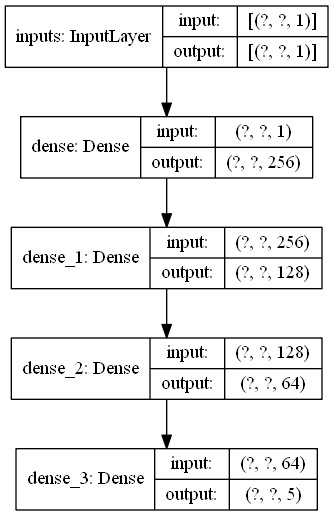 inputs: InputLayer
input: [(?, ?, 1)]
output: [(?, ?, 1)]
dense: Dense
input: (?, ?, 1)
output: (?, ?, 256)
dense_1: Dense
input: (?, ?, 256)
output: (?, ?, 128)
dense_2: Dense
input: (?, ?, 128)
output: (?, ?, 64)
dense_3: Dense
input: (?, ?, 64)
output: (?, ?, 5)